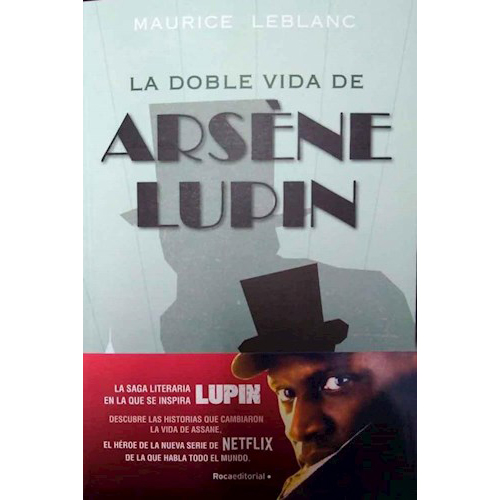 MAURICE LEBLANC
LA DOBLE VIDA DE
ARSÈNE
LUPIN
LA SAGA LITERARIA
EN LA QUE SE INSPIRA LUPIN
DESCUBRE LAS HISTORIAS QUE CAMBIARON
LA VIDA DE ASSANE,
EL HÉROE DE LA NUEVA SERIE DE NETFLIX
DE LA QUE HABLA TODO EL MUNDO.
Rocaeditorial